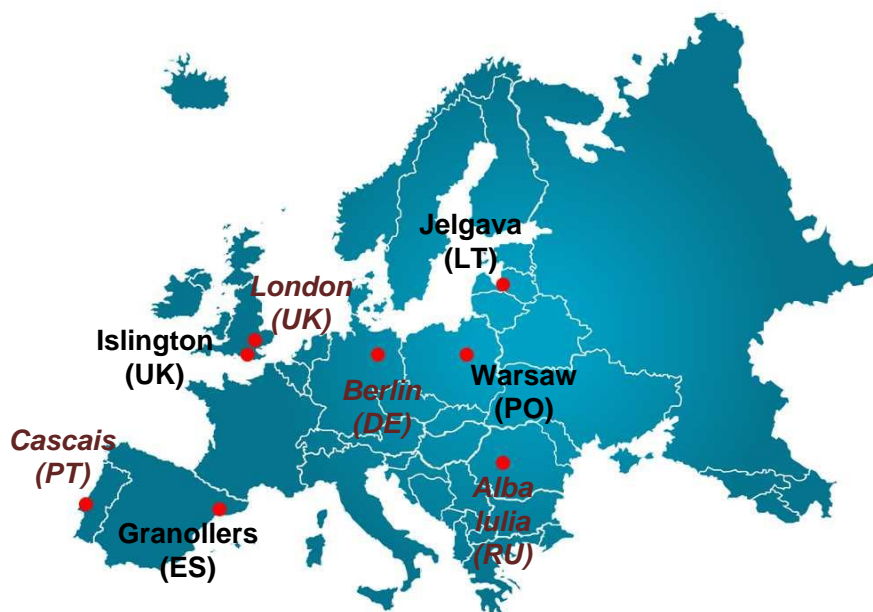 Jelgava
(LT)
London
(UK)
Islington
(UK)
Berlin
(DE)
Warsaw
(PO)
Cascais
(PT)
Granollers
(ES)
Alba
Iulia
(RU)